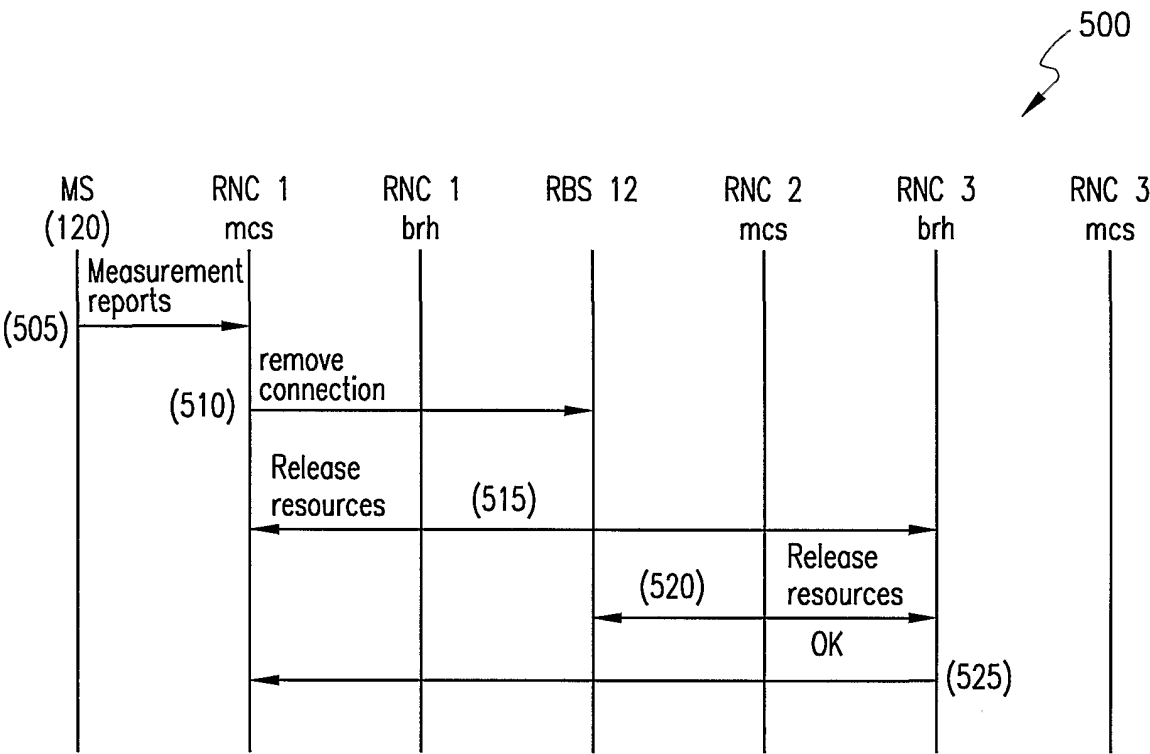 500
MS RNC 1 RNC 1 RBS 12 RNC 2 RNC 3 RNC 3
(120) mcs brh mcs brh mcs
Measurement
reports
(505)
remove
connection
(510)
Release
resources
(515)
Release
resources
(520)
OK
(525)